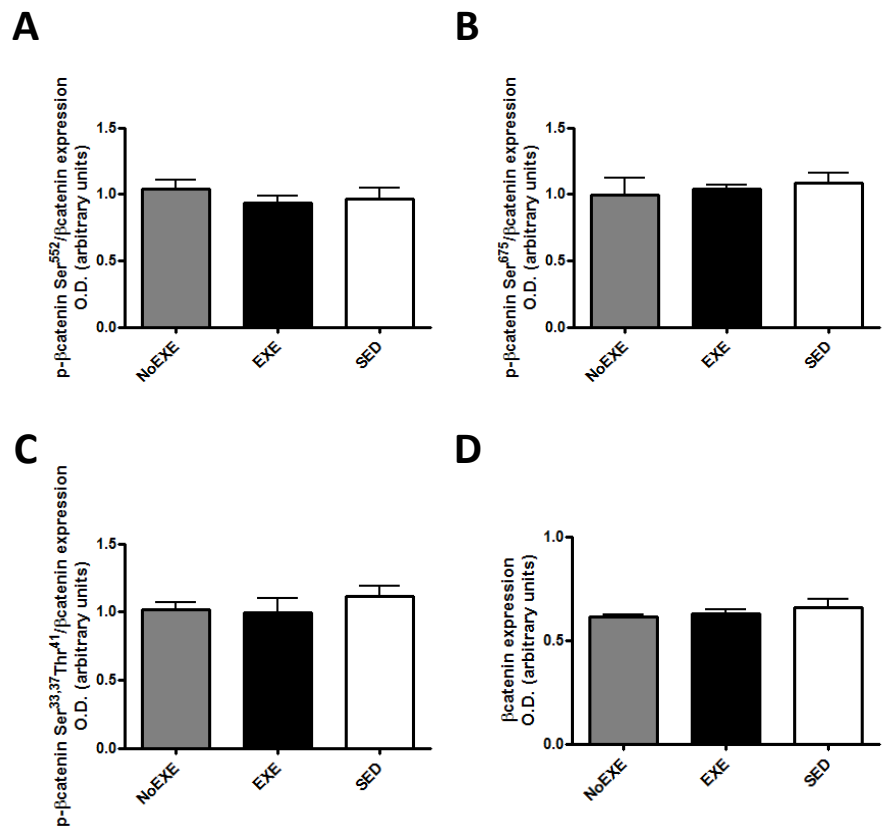 A
p-βcatenin Ser552/βcatenin expression
O.D. (arbitrary units)
1.5
1.0
0.5
0.0
NoEXE
EXE
SED
B
p-βcatenin Ser675/βcatenin expression
O.D. (arbitrary units)
1.5
1.0
0.5
0.0
NoEXE
EXE
SED
C
p-βcatenin Ser33,37Thr41/βcatenin expression
O.D. (arbitrary units)
1.5
1.0
0.5
0.0
NoEXE
EXE
SED
D
βcatenin expression
O.D. (arbitrary units)
1.0
0.5
0.0
NoEXE
EXE
SED